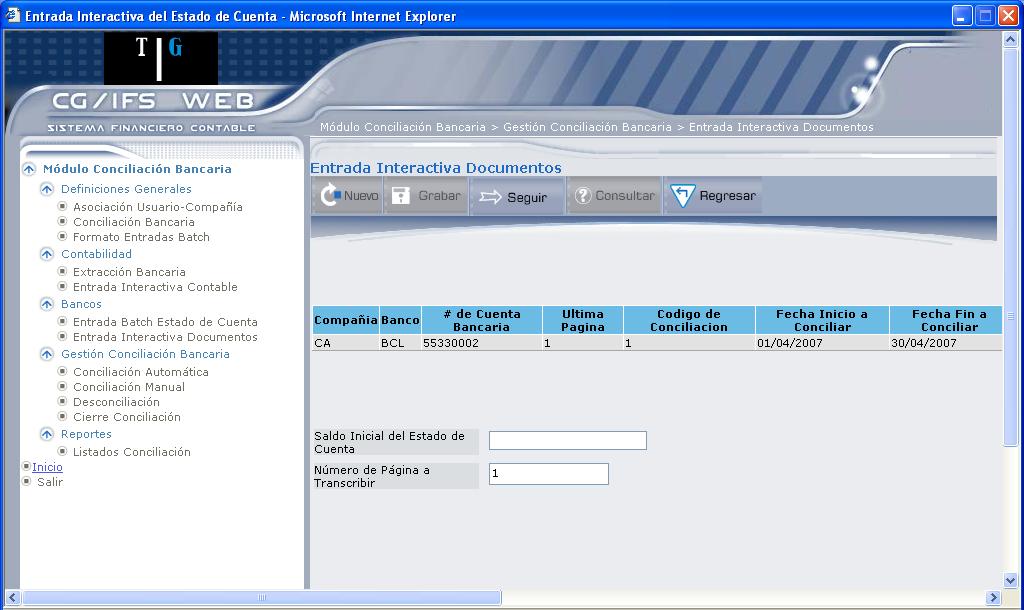 Entrada Interactiva del Estado de Cuenta - Microsoft Internet Explorer
T G
CG/IFS WEB
SISTEMA FINANCIERO CONTABLE
Módulo Conciliación Bancaria > Gestión Conciliación Bancaria > Entrada Interactiva Documentos
Módulo Conciliación Bancaria
Definiciones Generales
Asociación Usuario-Compañía
Conciliación Bancaria
Formato Entradas Batch
Contabilidad
Extracción Bancaria
Entrada Interactiva Contable
Bancos
Entrada Batch Estado de Cuenta
Entrada Interactiva Documentos
Gestión Conciliación Bancaria
Conciliación Automática
Conciliación Manual
Desconciliación
Cierre Conciliación
Reportes
Listados Conciliación
Inicio
Salir
Entrada Interactiva Documentos
Nuevo Grabar Seguir Consultar Regresar
Compañia Banco # de Cuenta Bancaria Ultima Pagina Codigo de Conciliacion Fecha Inicio a Conciliar Fecha Fin a Conciliar
CA BCL 55330002 1 1 01/04/2007 30/04/2007
Saldo Inicial del Estado de
Cuenta
Número de Página a
Transcribir
1